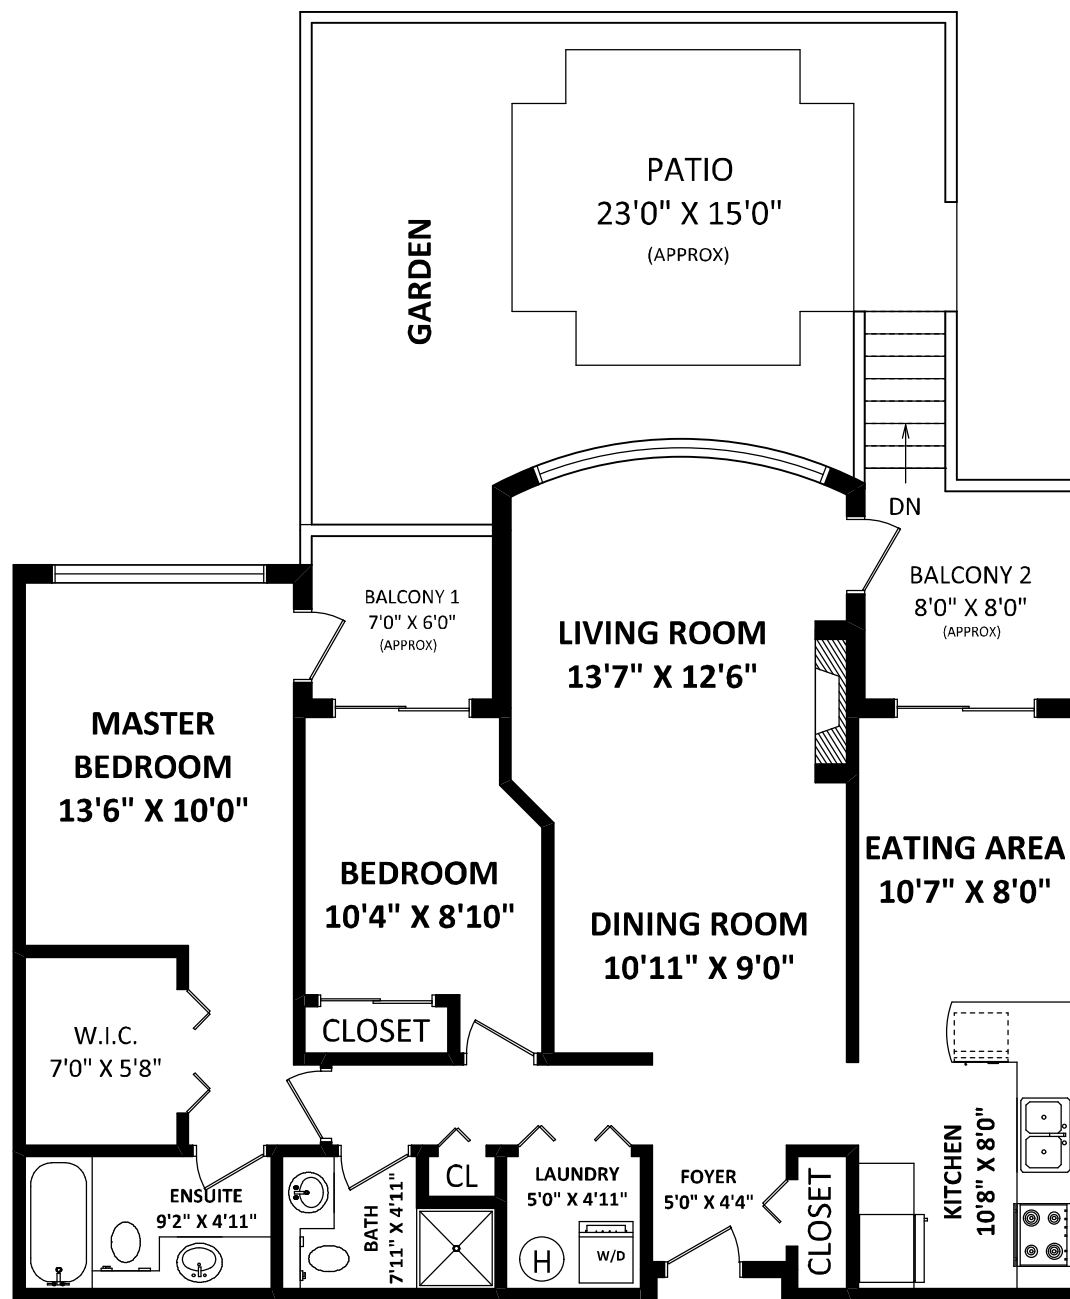 PATIO
23'0" X 15'0"
(APPROX)
GARDEN
DN
BALCONY 1
7'0" X 6'0"
(APPROX)
BALCONY 2
8'0" X 8'0"
(APPROX)
LIVING ROOM
13'7" X 12'6"
MASTER
BEDROOM
13'6" X 10'0"
BEDROOM
10'4" X 8'10"
EATING AREA
10'7" X 8'0"
DINING ROOM
10'11" X 9'0"
CLOSET
W.I.C.
7'0" X 5'8"
ENSUITE
9'2" X 4'11"
BATH
7'11" X 4'11"
CL
LAUNDRY
5'0" X 4'11"
H
W/D
FOYER
5'0" X 4'4"
CLOSET
KITCHEN
10'8" X 8'0"